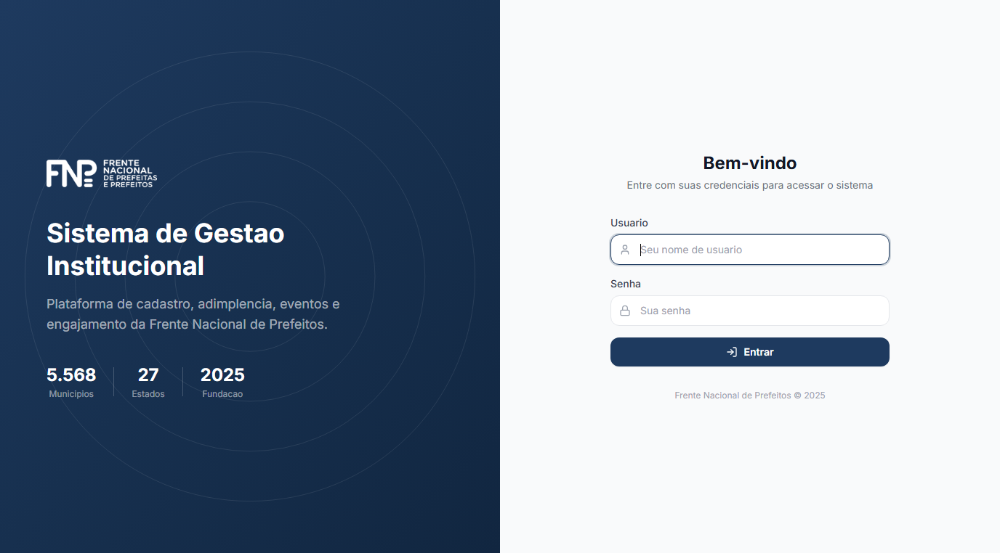 FNP
FRENTE
NACIONAL
DE PREFEITAS
E PREFEITOS
Sistema de Gestao
Institucional
Plataforma de cadastro, adimplencia, eventos e
engajamento da Frente Nacional de Prefeitos.
5.568
Municipios
27
Estados
2025
Fundacao
Bem-vindo
Entre com suas credenciais para acessar o sistema
Usuario
Seu nome de usuario
Senha
Sua senha
Entrar
Frente Nacional de Prefeitos © 2025